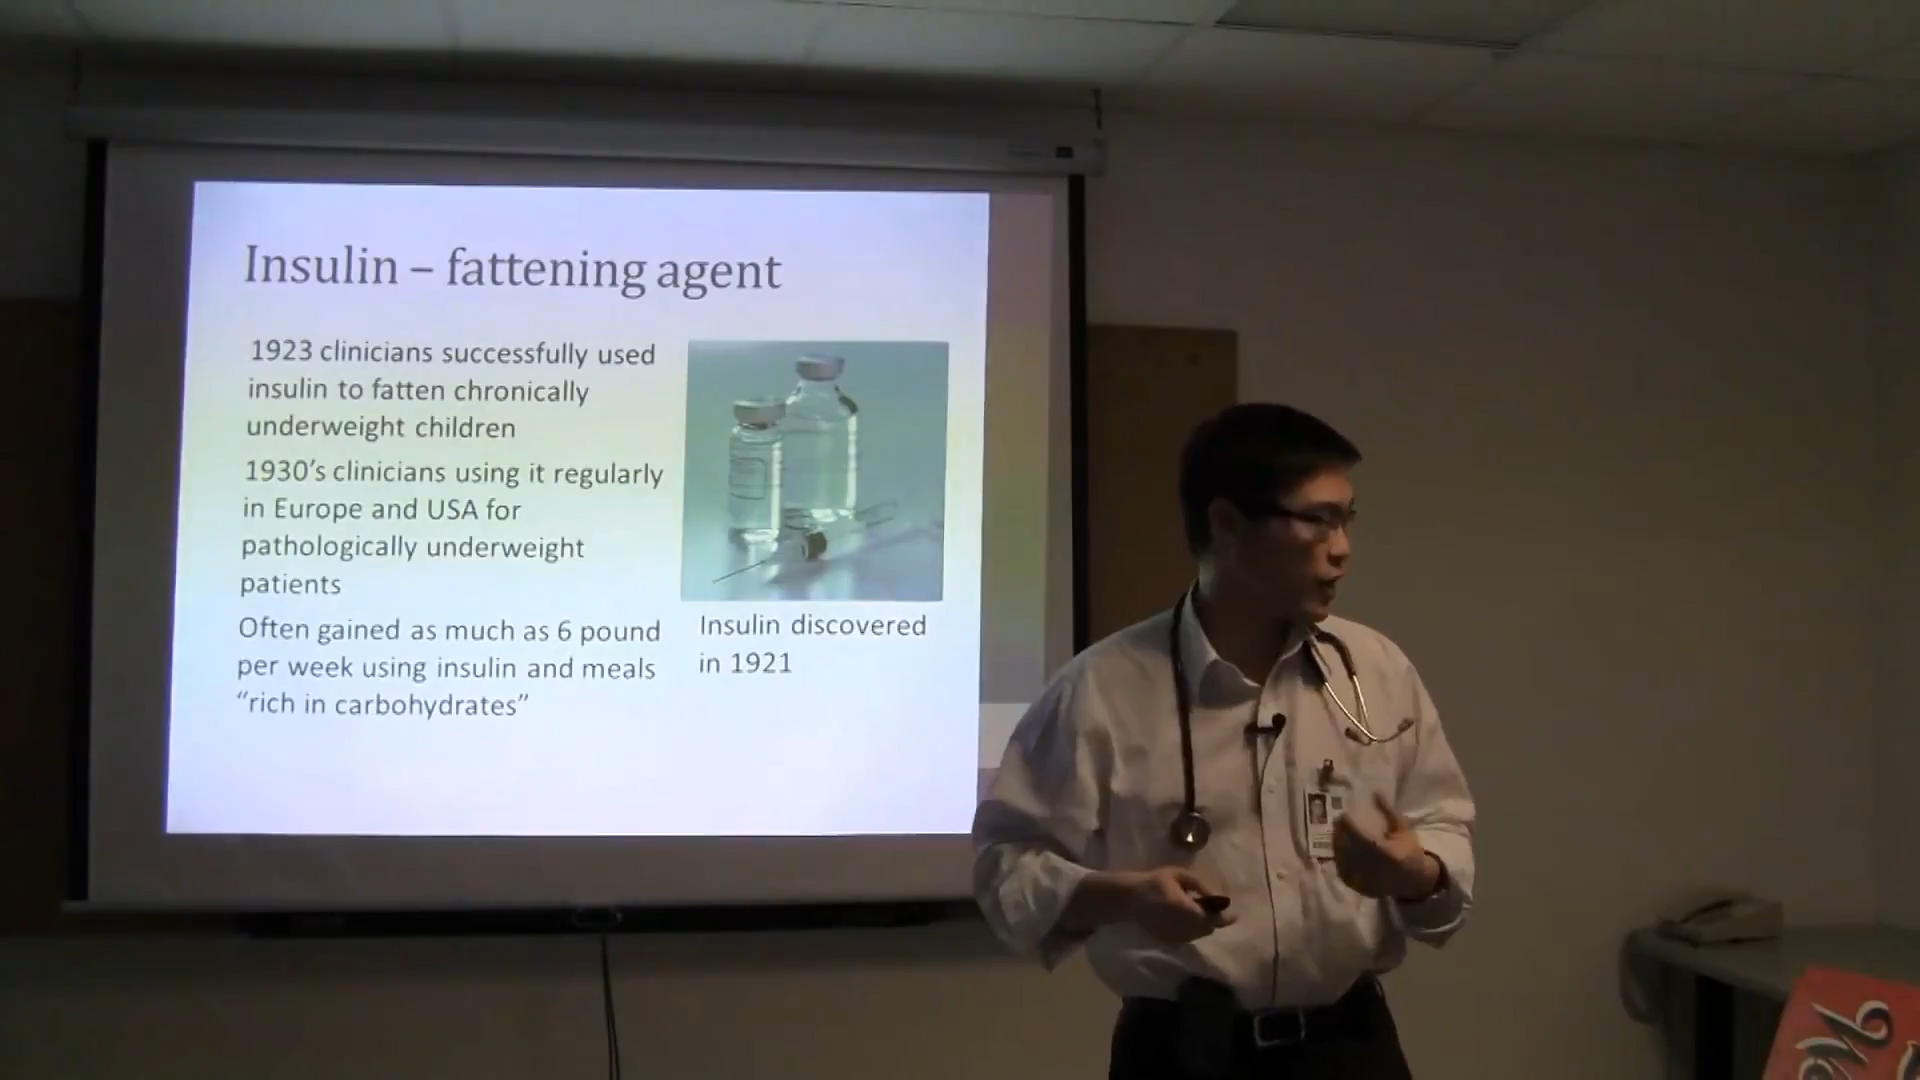 Insulin – fattening agent
1923 clinicians successfully used
insulin to fatten chronically
underweight children
1930's clinicians using it regularly
in Europe and USA for
pathologically underweight
patients
Often gained as much as 6 pound
per week using insulin and meals
“rich in carbohydrates”
Insulin discovered
in 1921